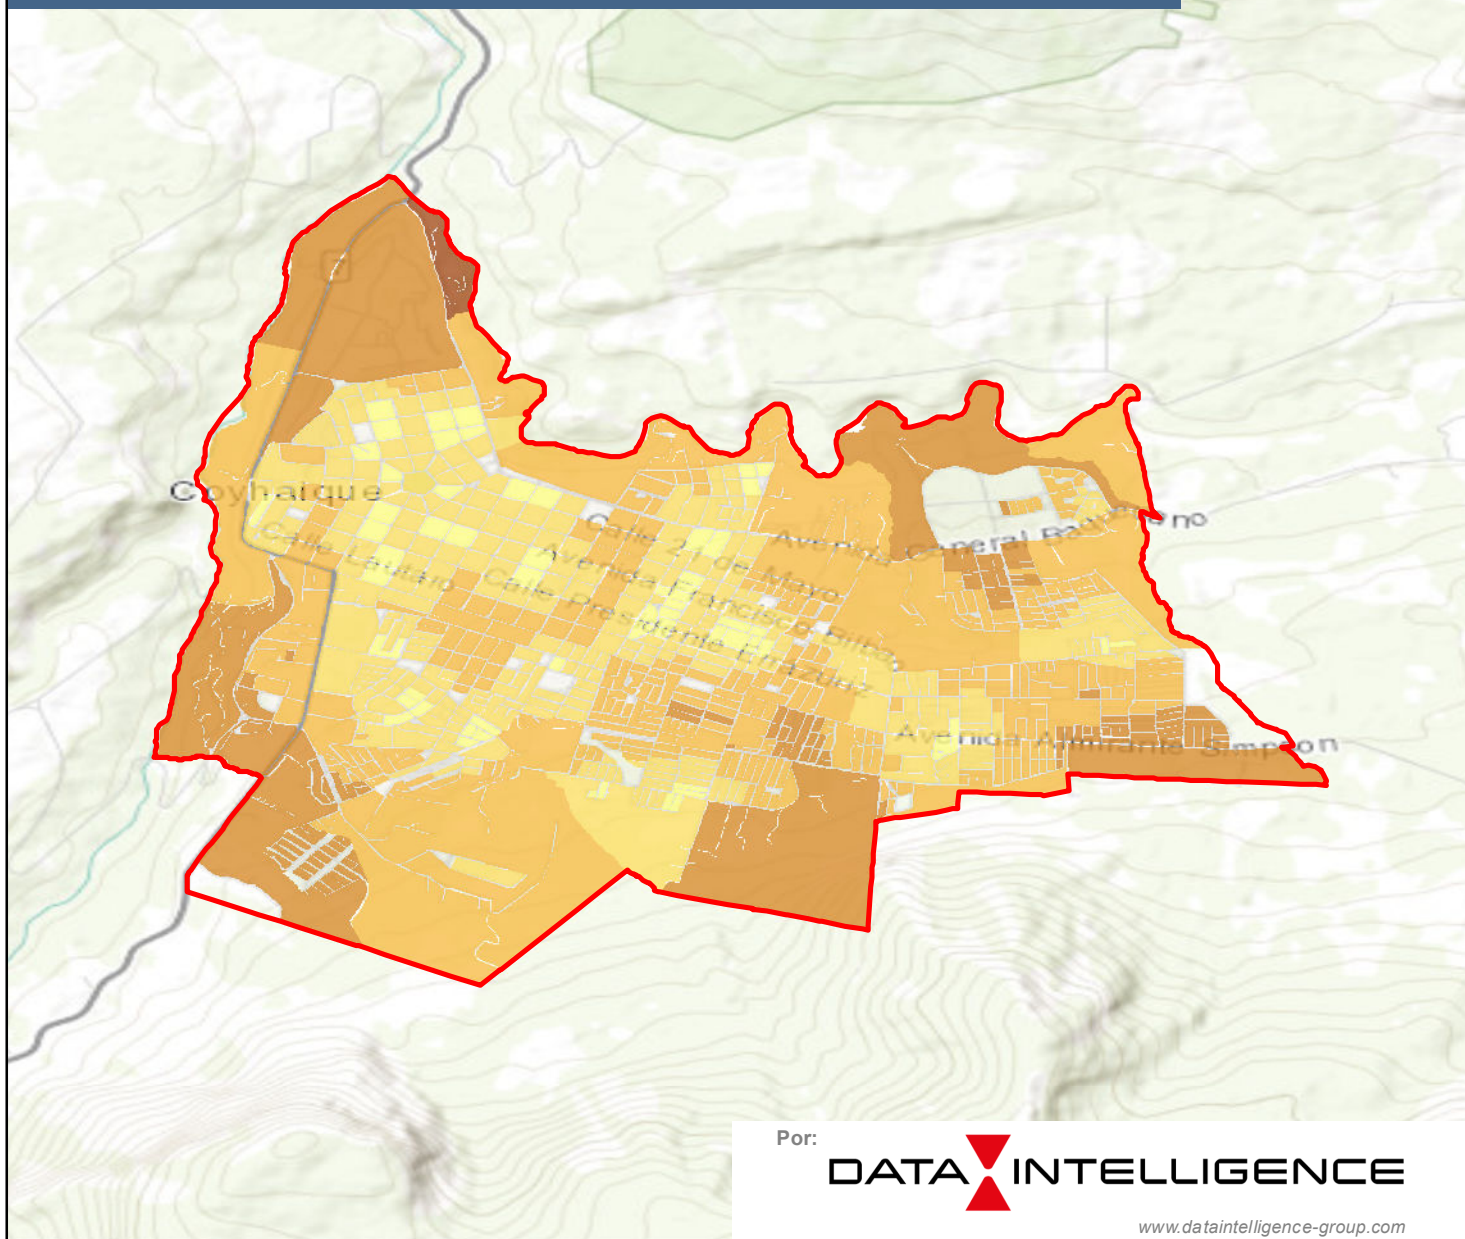 Coyhaique
Calle Lautaro
Calle 21 de Mayo
Avenida Francisco Bilbao
Calle Presidente Errázuriz
Avenida General Baquedano
Avenida Almirante Simpson
Por:
DATA INTELLIGENCE
www.dataintelligence-group.com